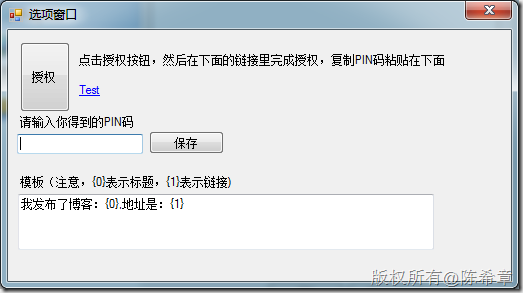 选项窗口
授权
点击授权按钮，然后在下面的链接里完成授权，复制PIN码粘贴在下面
Test
请输入你得到的PIN码
保存
模板（注意，{0}表示标题，{1}表示链接)
我发布了博客：{0}.地址是：{1}
版权所有@陈希章